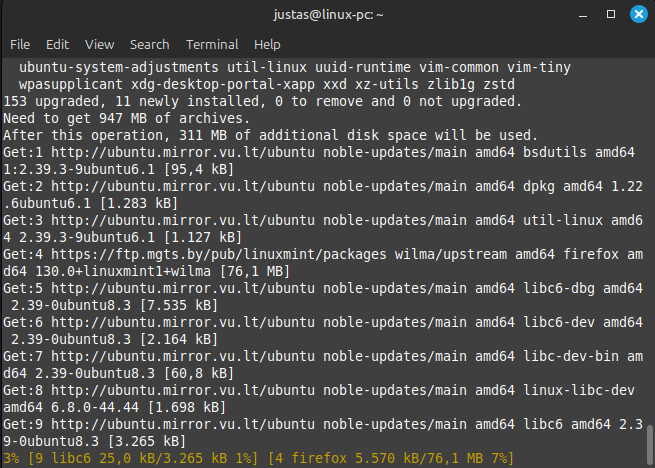 justas@linux-pc: ~
File Edit View Search Terminal Help
ubuntu-system-adjustments util-linux uuid-runtime vim-common vim-tiny
wpasupplicant xdg-desktop-portal-xapp xxd xz-utils zlib1g zstd
153 upgraded, 11 newly installed, 0 to remove and 0 not upgraded.
Need to get 947 MB of archives.
After this operation, 311 MB of additional disk space will be used.
Get:1 http://ubuntu.mirror.vu.lt/ubuntu noble-updates/main amd64 bsdutils amd64
1:2.39.3-9ubuntu6.1 [95,4 kB]
Get:2 http://ubuntu.mirror.vu.lt/ubuntu noble-updates/main amd64 dpkg amd64 1.22
.6ubuntu6.1 [1.283 kB]
Get:3 http://ubuntu.mirror.vu.lt/ubuntu noble-updates/main amd64 util-linux amd6
4 2.39.3-9ubuntu6.1 [1.127 kB]
Get:4 https://ftp.mgts.by/pub/linuxmint/packages wilma/upstream amd64 firefox am
d64 130.0+linuxmint1+wilma [76,1 MB]
Get:5 http://ubuntu.mirror.vu.lt/ubuntu noble-updates/main amd64 libc6-dbg amd64
2.39-0ubuntu8.3 [7.535 kB]
Get:6 http://ubuntu.mirror.vu.lt/ubuntu noble-updates/main amd64 libc6-dev amd64
2.39-0ubuntu8.3 [2.164 kB]
Get:7 http://ubuntu.mirror.vu.lt/ubuntu noble-updates/main amd64 libc-dev-bin am
d64 2.39-0ubuntu8.3 [60,8 kB]
Get:8 http://ubuntu.mirror.vu.lt/ubuntu noble-updates/main amd64 linux-libc-dev
amd64 6.8.0-44.44 [1.698 kB]
Get:9 http://ubuntu.mirror.vu.lt/ubuntu noble-updates/main amd64 libc6 amd64 2.3
9-0ubuntu8.3 [3.265 kB]
3% [9 libc6 25,0 kB/3.265 kB 1%] [4 firefox 5.570 kB/76,1 MB 7%]